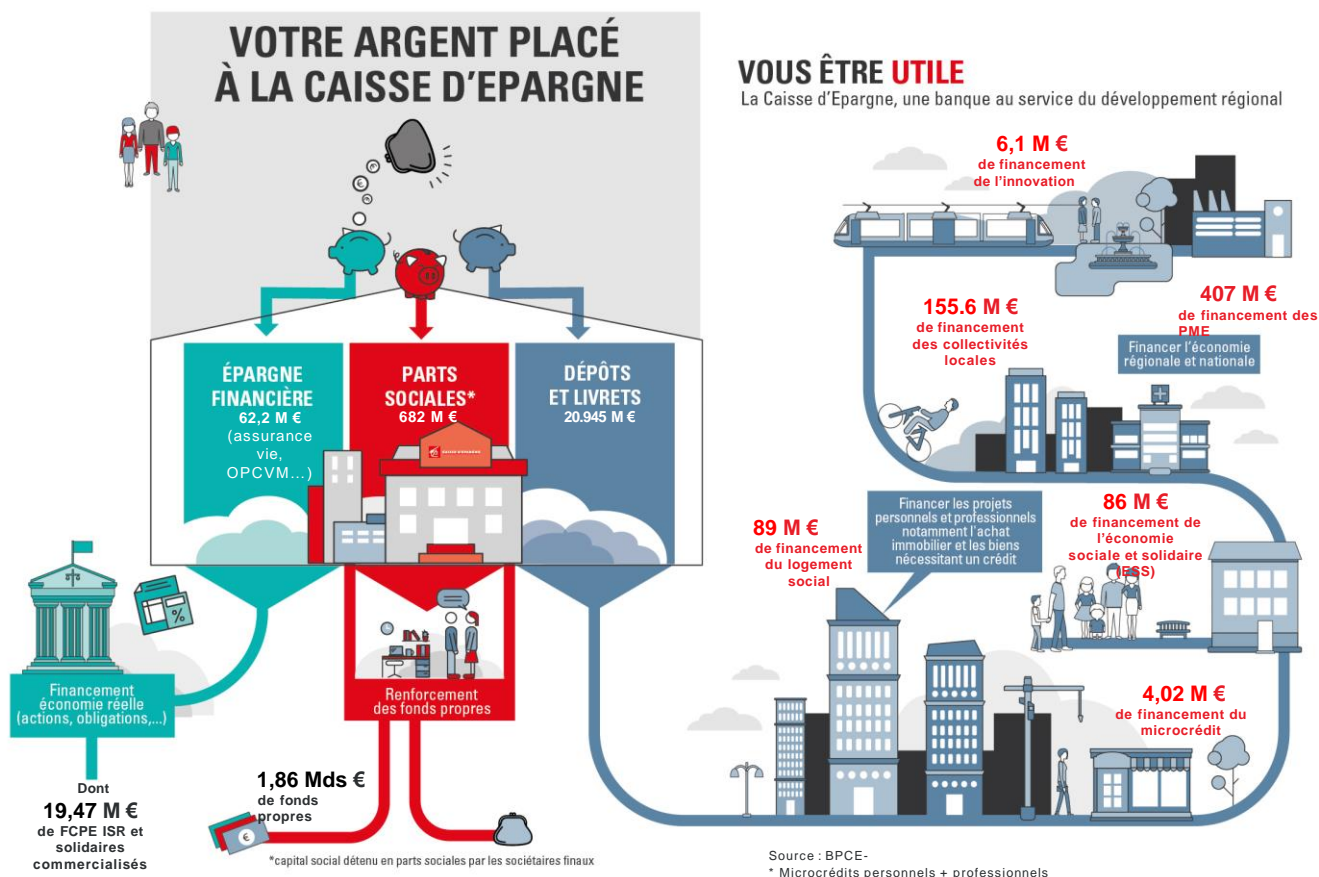 VOTRE ARGENT PLACÉ
À LA CAISSE D'EPARGNE
ÉPARGNE
FINANCIÈRE
62,2 M €
(assurance
vie,
OPCVM...)
PARTS
SOCIALES*
682 M €
DÉPÔTS
ET LIVRETS
20.945 M €
Financement
économie réelle
(actions, obligations,...)
Dont
19,47 M €
de FCPE ISR et
solidaires
commercialisés
Renforcement
des fonds propres
1,86 Mds €
de fonds
propres
*capital social détenu en parts sociales par les sociétaires finaux
VOUS ÊTRE UTILE
La Caisse d'Epargne, une banque au service du développement régional
6,1 M €
de financement
de l'innovation
155.6 M €
de financement
des collectivités
locales
407 M €
de financement des
PME
Financer l'économie
régionale et nationale
89 M €
de financement
du logement
social
Financer les projets
personnels et professionnels
notamment l'achat
immobilier et les biens
nécessitant un crédit
86 M €
de financement de
l'économie
sociale et solidaire
(ESS)
4,02 M €
de financement du
microcrédit
Source : BPCE-
* Microcrédits personnels + professionnels